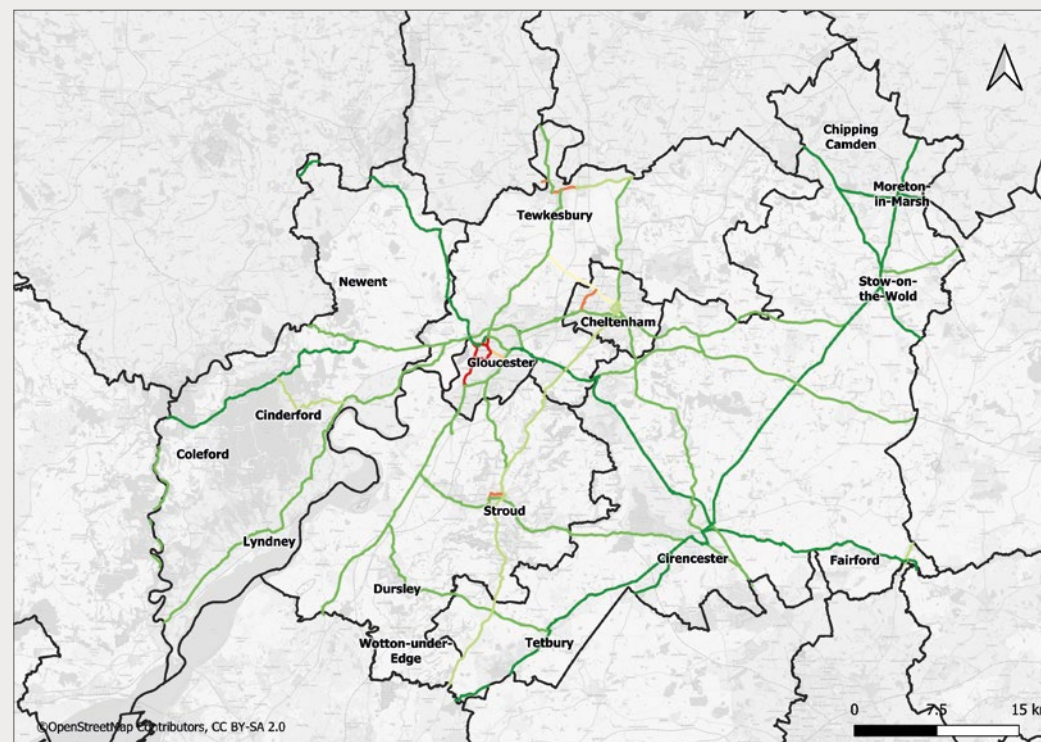 Chipping
Camden
Moreton-
in-Marsh
Tewkesbury
Newent
Stow-on-
the-Wold
Cheltenham
Gloucester
Cinderford
Coleford
Stroud
Lyndney
Cirencester
Fairford
Dursley
Wotton-under-
Edge
Tetbury
©OpenStreetMap Contributors, CC BY-SA 2.0
0 7.5 15 km